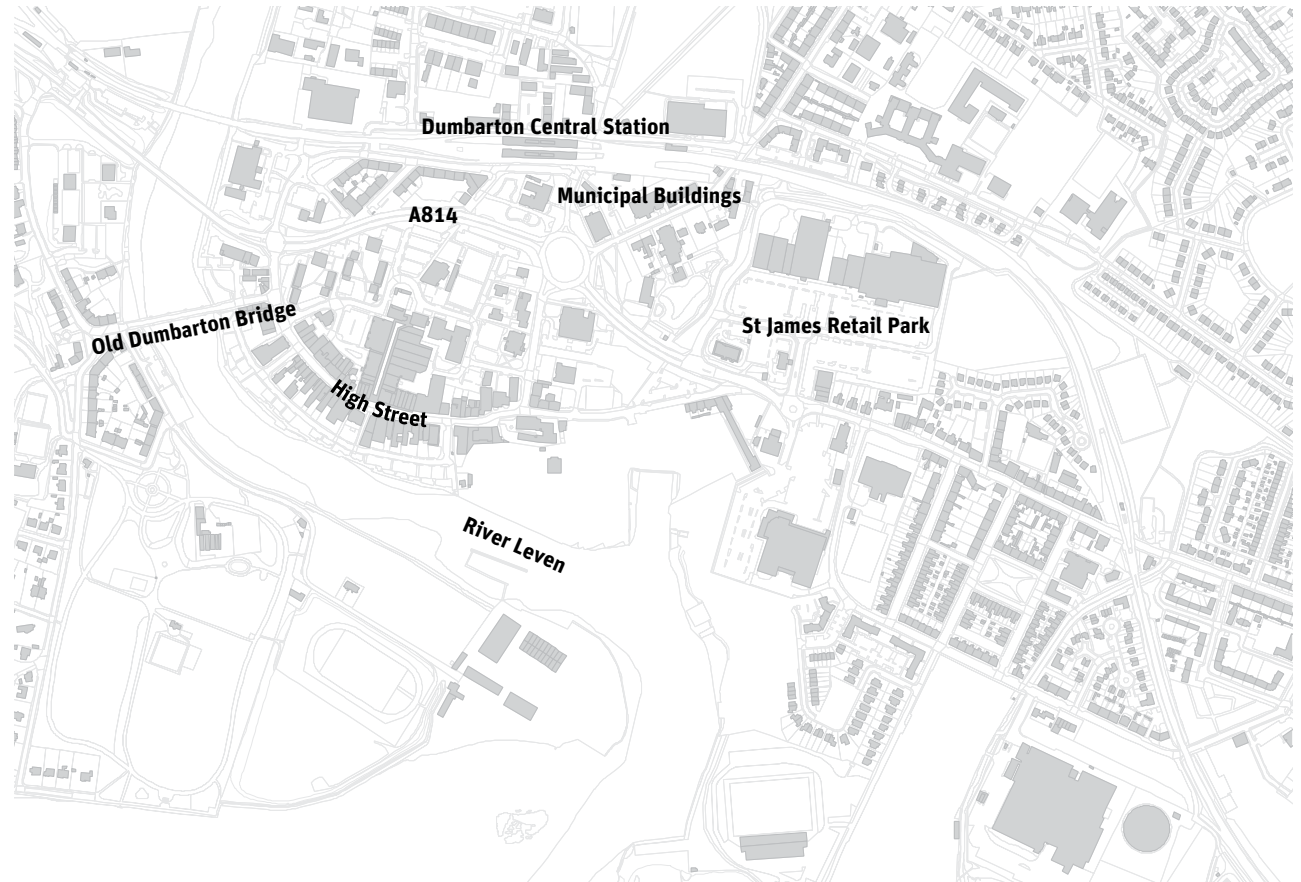 Dumbarton Central Station
Municipal Buildings
A814
Old Dumbarton Bridge
St James Retail Park
High Street
River Leven